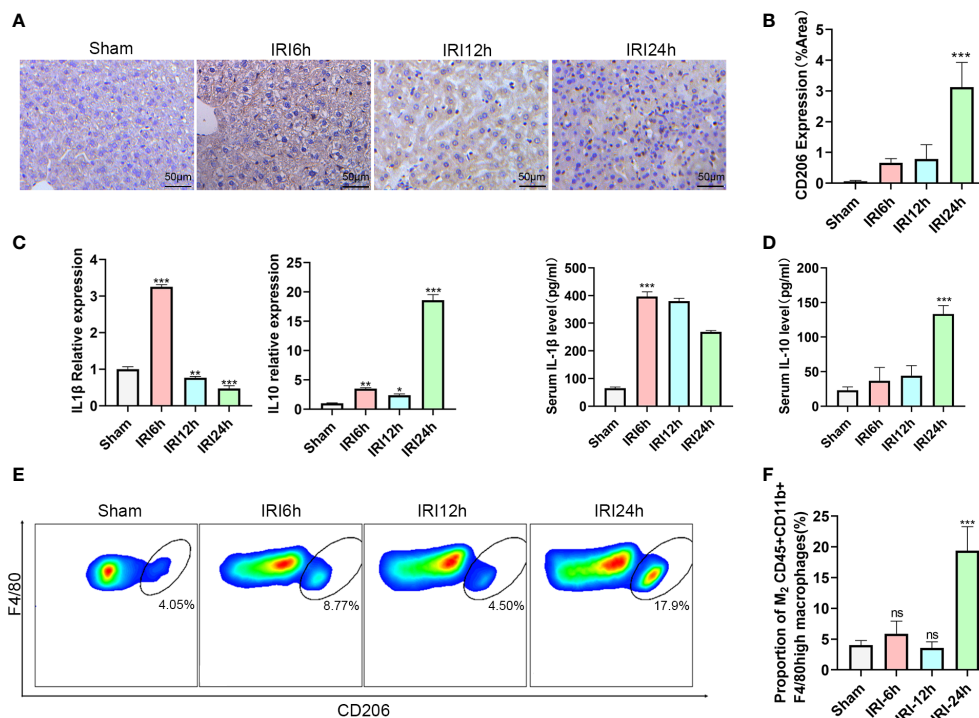 A
Sham
IRI6h
IRI12h
IRI24h
50μm
50μm
50μm
50μm
B
CD206 Expression(%Area)
5
4
3
2
1
0
***
Sham
IRI6h
IRI12h
IRI24h
C
IL1β Relative expression
4
3
2
1
0
***
**
***
Sham
IRI6h
IRI12h
IRI24h
IL10 relative expression
25
20
15
10
5
0
**
*
***
Sham
IRI6h
IRI12h
IRI24h
Serum IL-1β level(pg/ml)
500
400
300
200
100
0
***
Sham
IRI6h
IRI12h
IRI24h
D
Serum IL-10 level(pg/ml)
200
150
100
50
0
***
Sham
IRI6h
IRI12h
IRI24h
E
Sham
IRI6h
IRI12h
IRI24h
F4/80
4.05%
8.77%
4.50%
17.9%
CD206
F
Proportion of M2 CD45+CD11b+
F4/80high macrophages(%)
25
20
15
10
5
0
ns
ns
***
Sham
IRI-6h
IRI-12h
IRI-24h